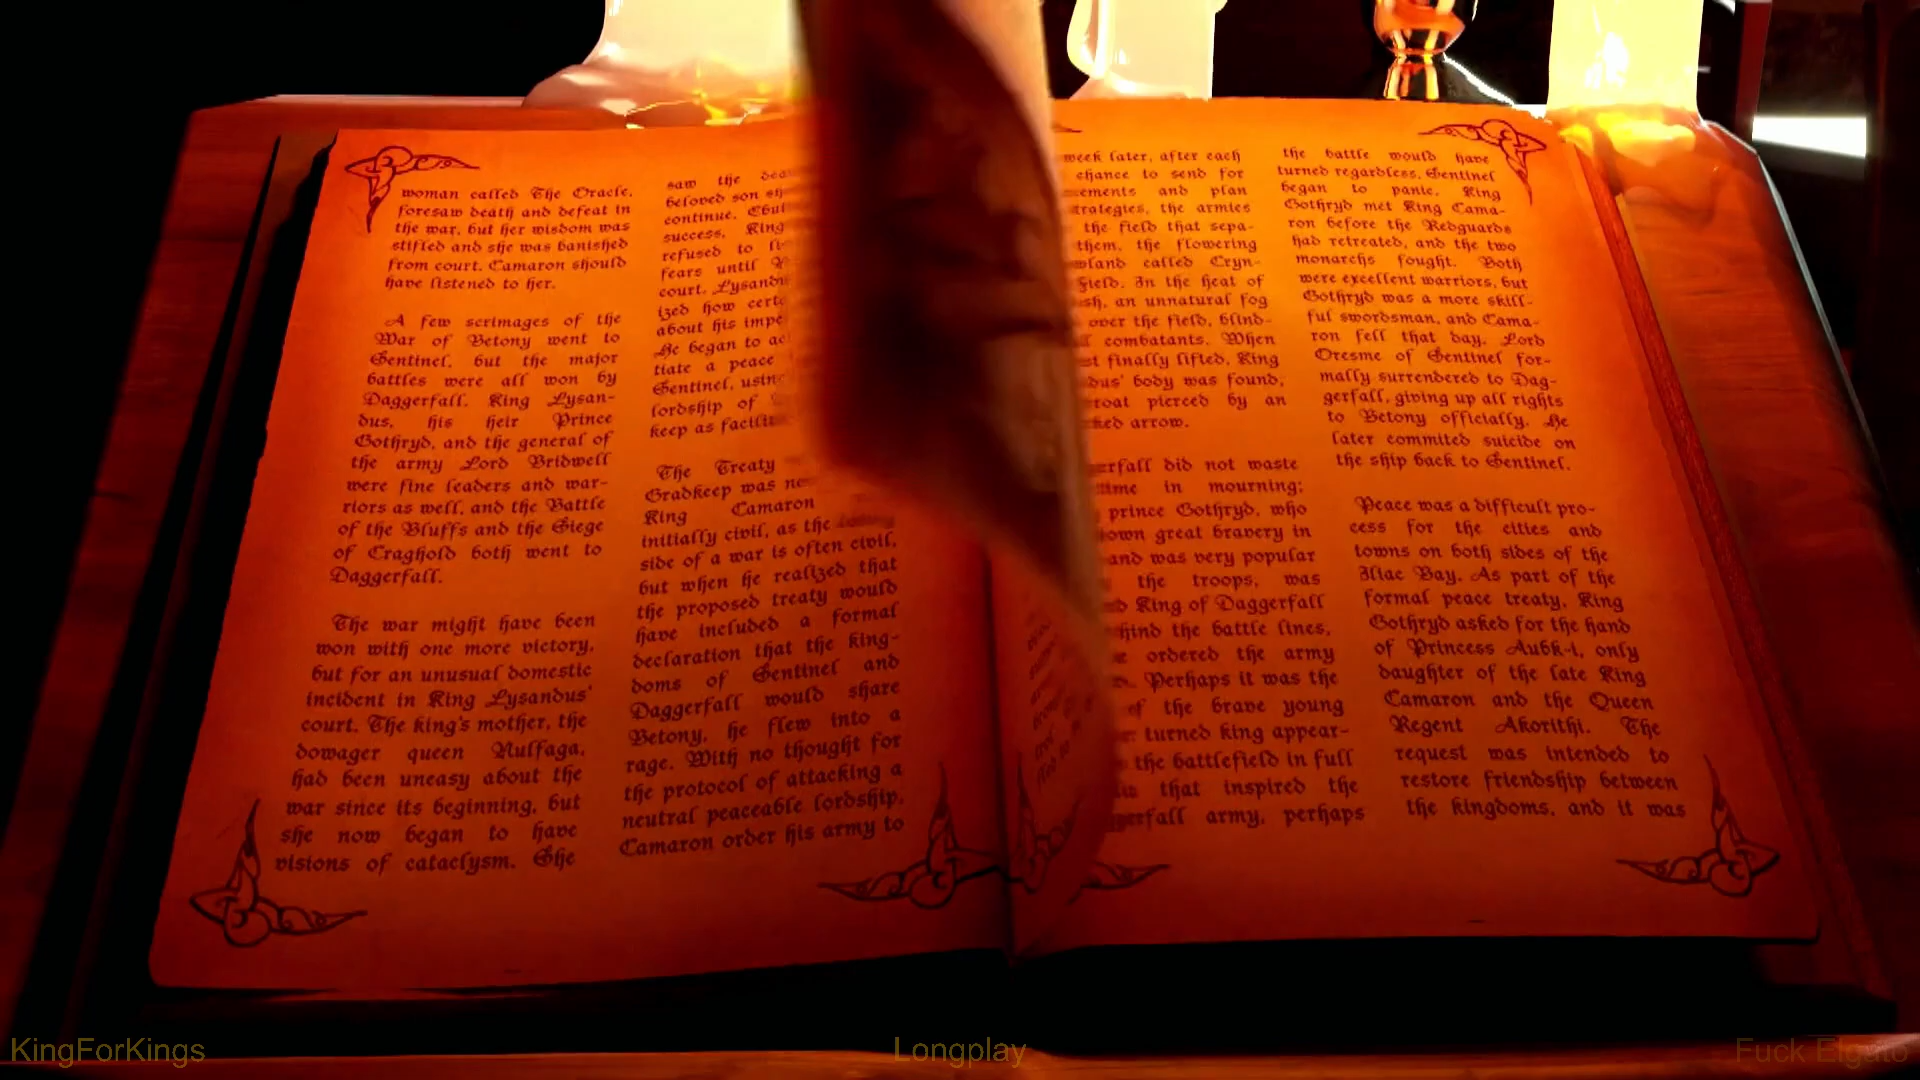 woman called The Oracle,
foresaw death and defeat in
the war, but her wisdom was
stifled and she was banished
from court. Camaron should
have listened to her.
A few scrimages of the
War of Betony went to
Sentinel, but the major
battles were all won by
Daggerfall. King Lysan-
dus, his heir Prince
Gothryd, and the general of
the army Lord Bridwell
were fine leaders and war-
riors as well, and the Battle
of the Bluffs and the Siege
of Craghold both went to
Daggerfall.
The war might have been
won with one more victory,
but for an unusual domestic
incident in King Lysandus'
court. The king's mother, the
dowager queen Nulfaga,
had been uneasy about the
war since its beginning, but
she now began to have
visions of cataclysm. She
saw the
beloved son
continue.
success, King
refused to
fears until
court.
how
about his
He began to
tiate a peace
Sentinel,
lordship of
keep as
The Treaty
Gradkeep was
King Camaron
initially civil, as the
side of a war is often civil,
but when he realized that
the proposed treaty would
have included a formal
declaration that the king-
doms of Sentinel and
Daggerfall would share
Betony, he flew into a
rage. With no thought for
the protocol of attacking a
neutral peaceable lordship,
Camaron order his army to
week later, after each
chance to send for
and plan
the armies
the field that sepa-
them, the flowering
called Cryn-
Field. In the heat of
an unnatural fog
over the field, blind-
combatants. When
finally lifted, King
body was found,
pierced by an
arrow.
did not waste
time in mourning;
prince Gothryd, who
great bravery in
and was very popular
the troops, was
King of Daggerfall
the battle lines,
ordered the army
Perhaps it was the
of the brave young
turned king appear-
the battlefield in full
that inspired the
army, perhaps
the battle would have
turned regardless, Sentinel
began to panic. King
Gothryd met King Cama-
ron before the Redguards
had retreated, and the two
monarchs fought. Both
were excellent warriors, but
Gothryd was a more skill-
ful swordsman, and Cama-
ron fell that day. Lord
Oresme of Sentinel for-
mally surrendered to Dag-
gerfall, giving up all rights
to Betony officially. He
later commited suicide on
the ship back to Sentinel.
Peace was a difficult pro-
cess for the cities and
towns on both sides of the
Iliac Bay. As part of the
formal peace treaty, King
Gothryd asked for the hand
of Princess Aubk-i, only
daughter of the late King
Camaron and the Queen
Regent Akorithi. The
request was intended to
restore friendship between
the kingdoms, and it was
KingForKings
Longplay
Fuck Elgato